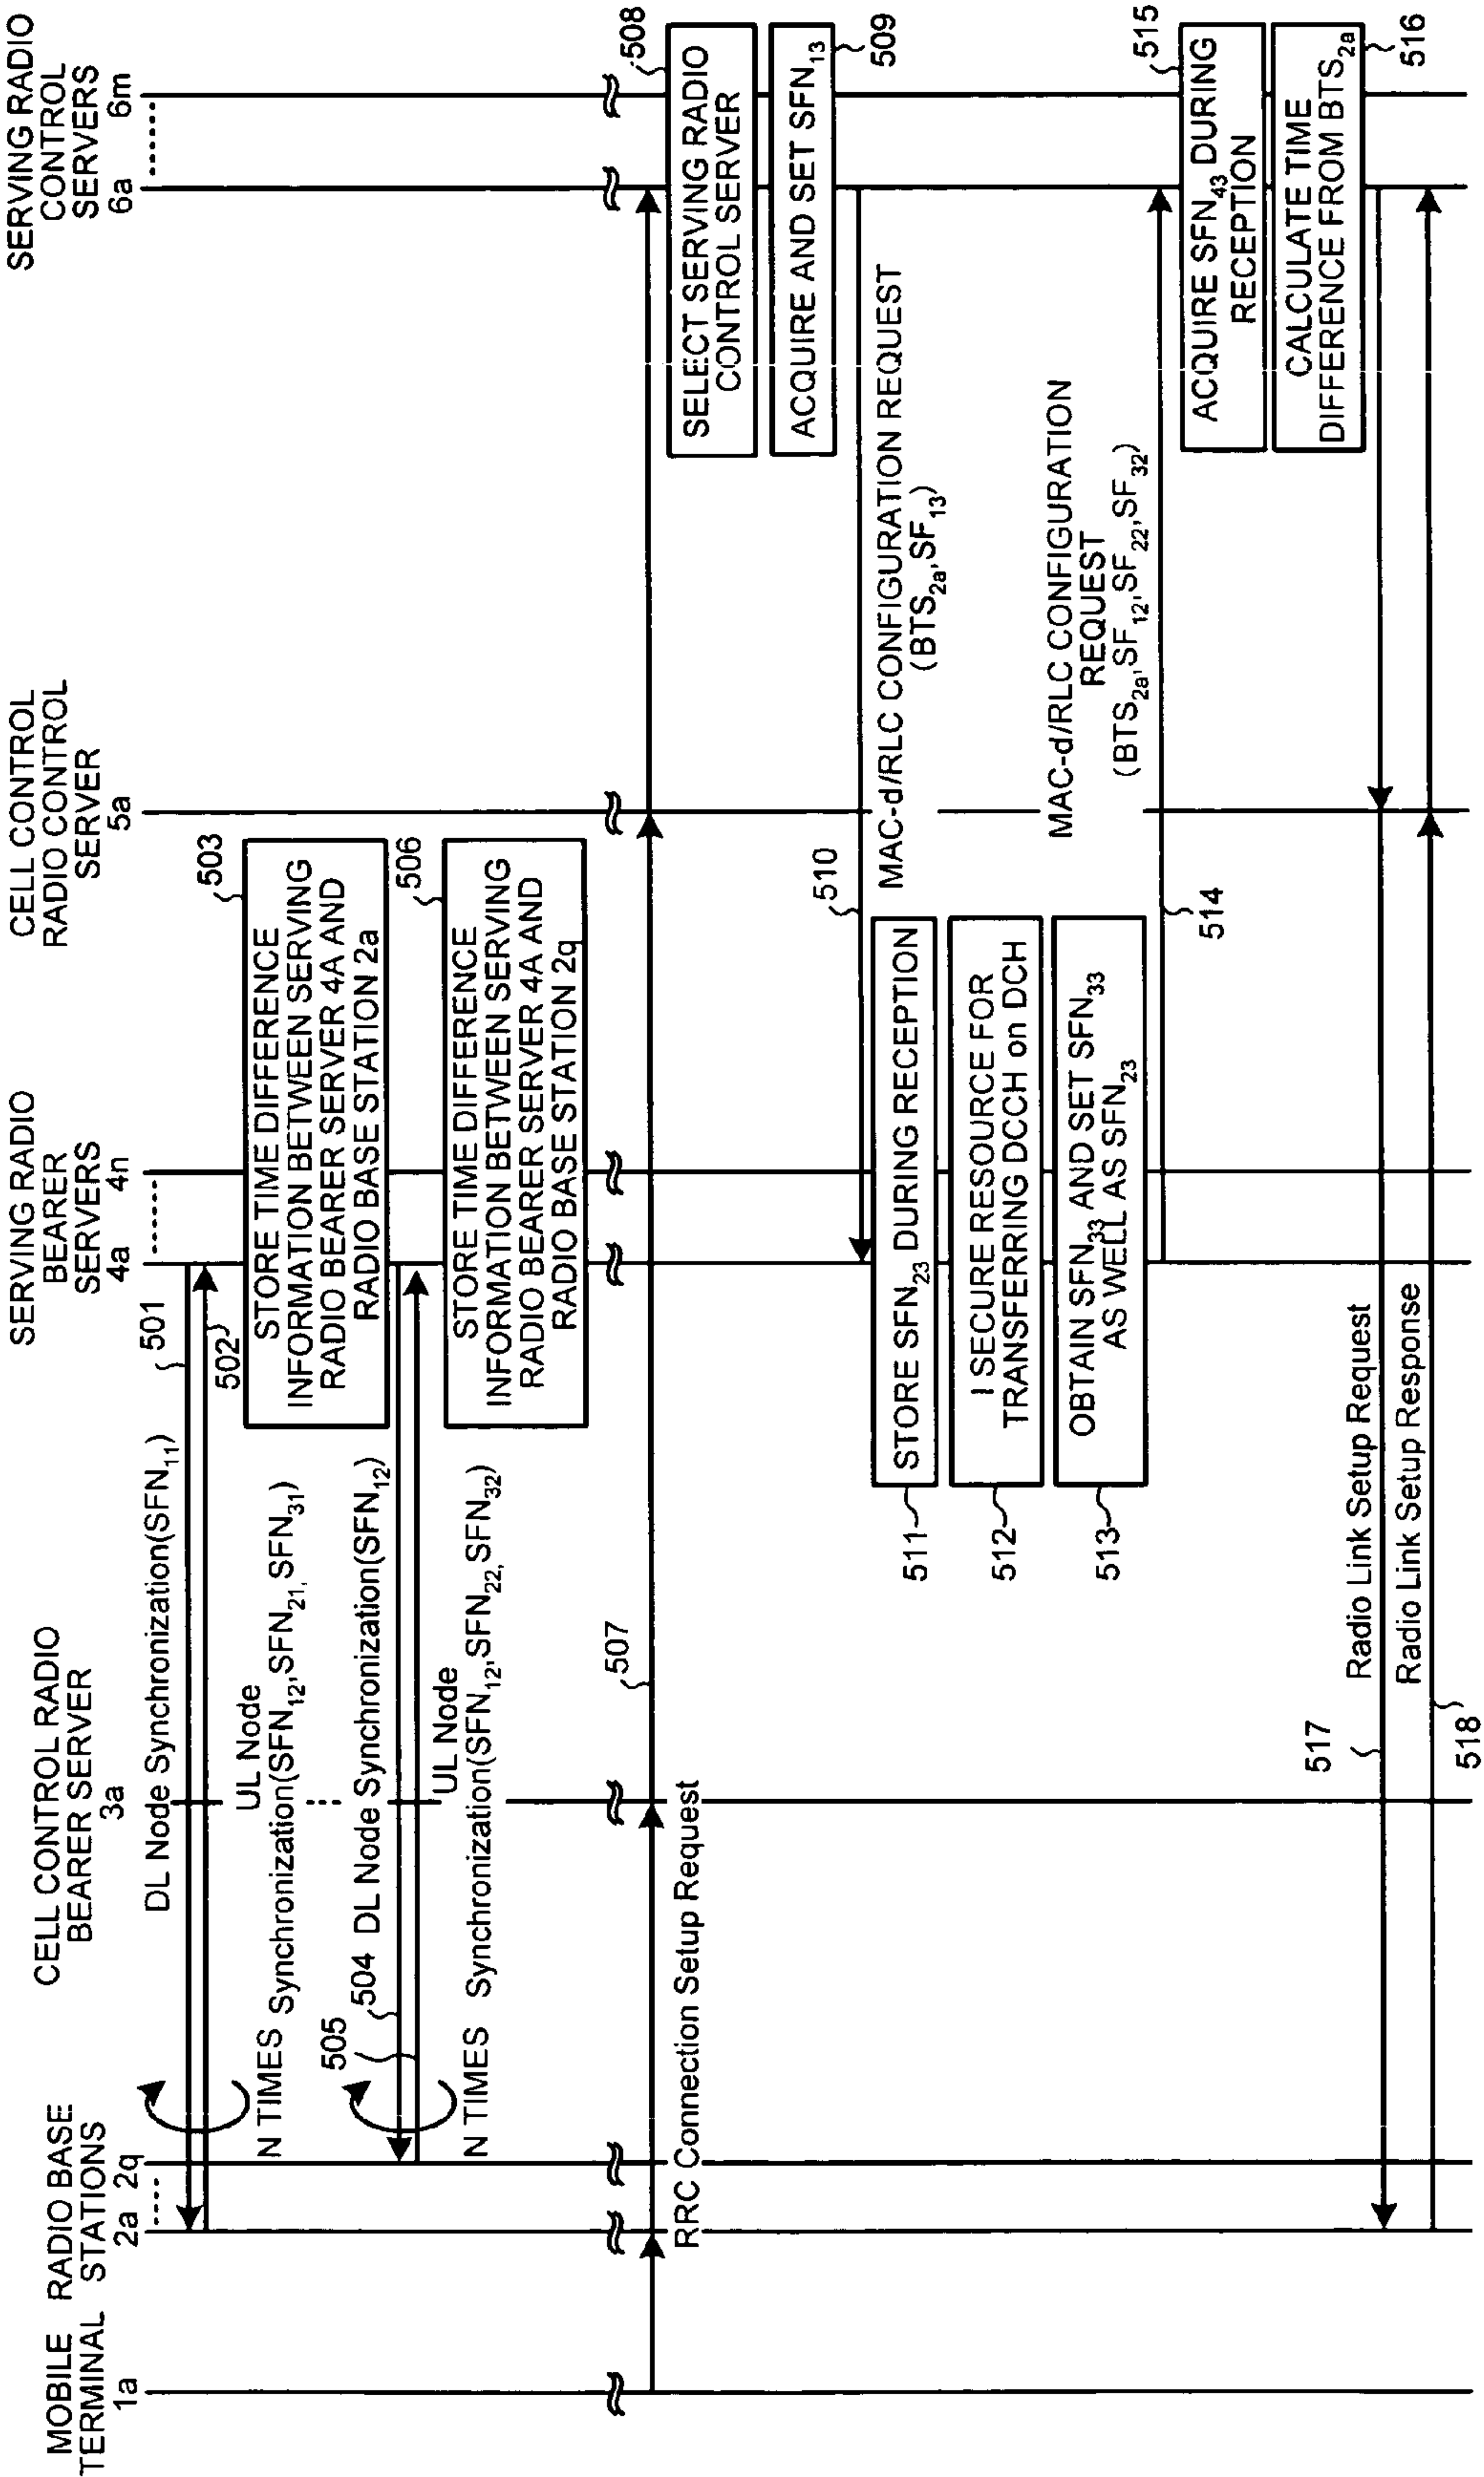 MOBILE
TERMINAL
1a
RADIO BASE
STATIONS
2a
2q
CELL CONTROL RADIO
BEARER SERVER
3a
SERVING RADIO
BEARER
SERVERS
4a
4n
CELL CONTROL
RADIO CONTROL
SERVER
5a
SERVING RADIO
CONTROL
SERVERS
6a
6m
DL Node Synchronization(SFN11)
501
502
UL Node
Synchronization(SFN12,SFN21,SFN31)
N TIMES
503
STORE TIME DIFFERENCE
INFORMATION BETWEEN SERVING
RADIO BEARER SERVER 4A AND
RADIO BASE STATION 2a
504
DL Node Synchronization(SFN12)
505
UL Node
Synchronization(SFN12,SFN22,SFN32)
N TIMES
506
STORE TIME DIFFERENCE
INFORMATION BETWEEN SERVING
RADIO BEARER SERVER 4A AND
RADIO BASE STATION 2q
507
RRC Connection Setup Request
508
SELECT SERVING RADIO
CONTROL SERVER
ACQUIRE AND SET SFN13
509
510
MAC-d/RLC CONFIGURATION REQUEST
(BTS2a,SF13)
511
STORE SFN23 DURING RECEPTION
512
I SECURE RESOURCE FOR
TRANSFERRING DCCH on DCH
513
OBTAIN SFN33 AND SET SFN33
AS WELL AS SFN23
MAC-d/RLC CONFIGURATION
REQUEST
(BTS2a,SF12,SF22,SF32)
514
515
ACQUIRE SFN43 DURING
RECEPTION
CALCULATE TIME
DIFFERENCE FROM BTS2a
516
517
Radio Link Setup Request
Radio Link Setup Response
518